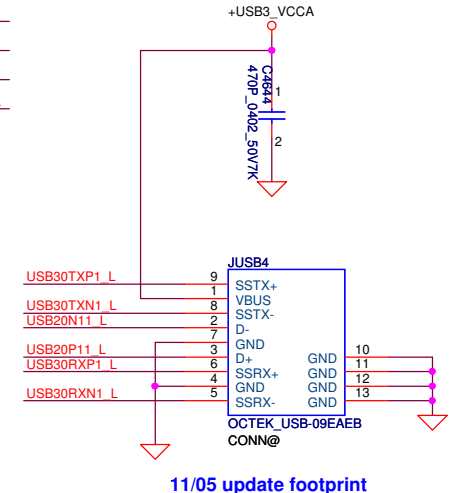 +USB3_VCCA
C4644
470P_0402_50V7K
1
2
JUSB4
USB30TXP1_L 9 SSTX+
1 VBUS
USB30TXN1_L 8 SSTX-
USB20N11_L 2 D-
7 GND
USB20P11_L 3 D+ GND 10
USB30RXP1_L 6 SSRX+ GND 11
4 GND GND 12
USB30RXN1_L 5 SSRX- GND 13
OCTEK_USB-09EAEB
CONN@
11/05 update footprint